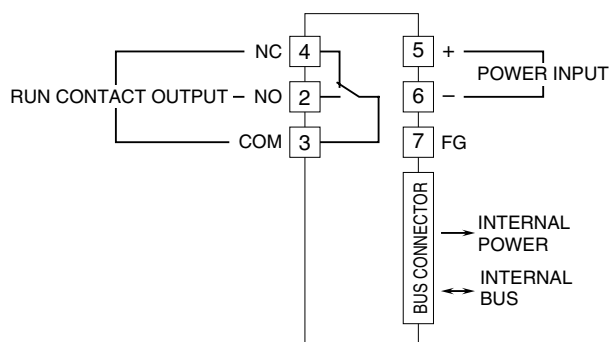 NC 4
RUN CONTACT OUTPUT NO 2
COM 3
5 +
POWER INPUT
6 −
7 FG
BUS CONNECTOR
INTERNAL
POWER
INTERNAL
BUS